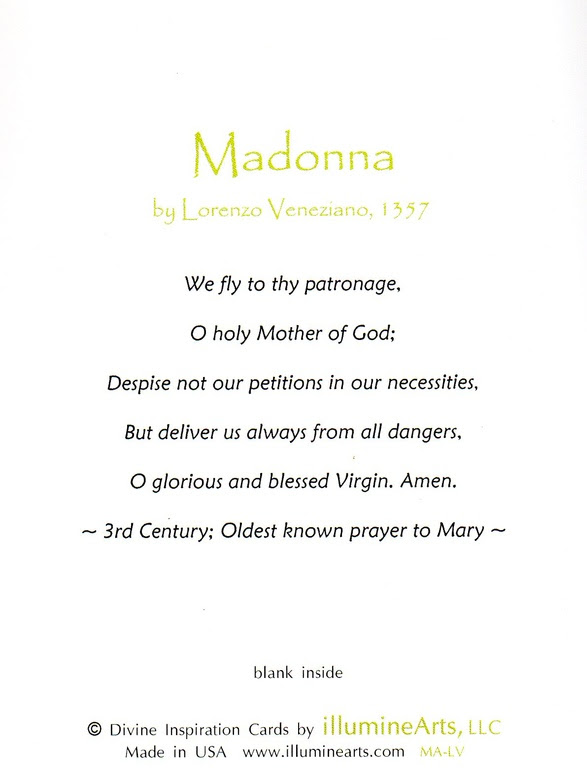 Madonna
by Lorenzo Veneziano, 1357
We fly to thy patronage,
O holy Mother of God;
Despise not our petitions in our necessities,
But deliver us always from all dangers,
O glorious and blessed Virgin. Amen.
~ 3rd Century; Oldest known prayer to Mary ~
blank inside
© Divine Inspiration Cards by illumineArts, LLC
Made in USA www.illuminearts.com MA-LV